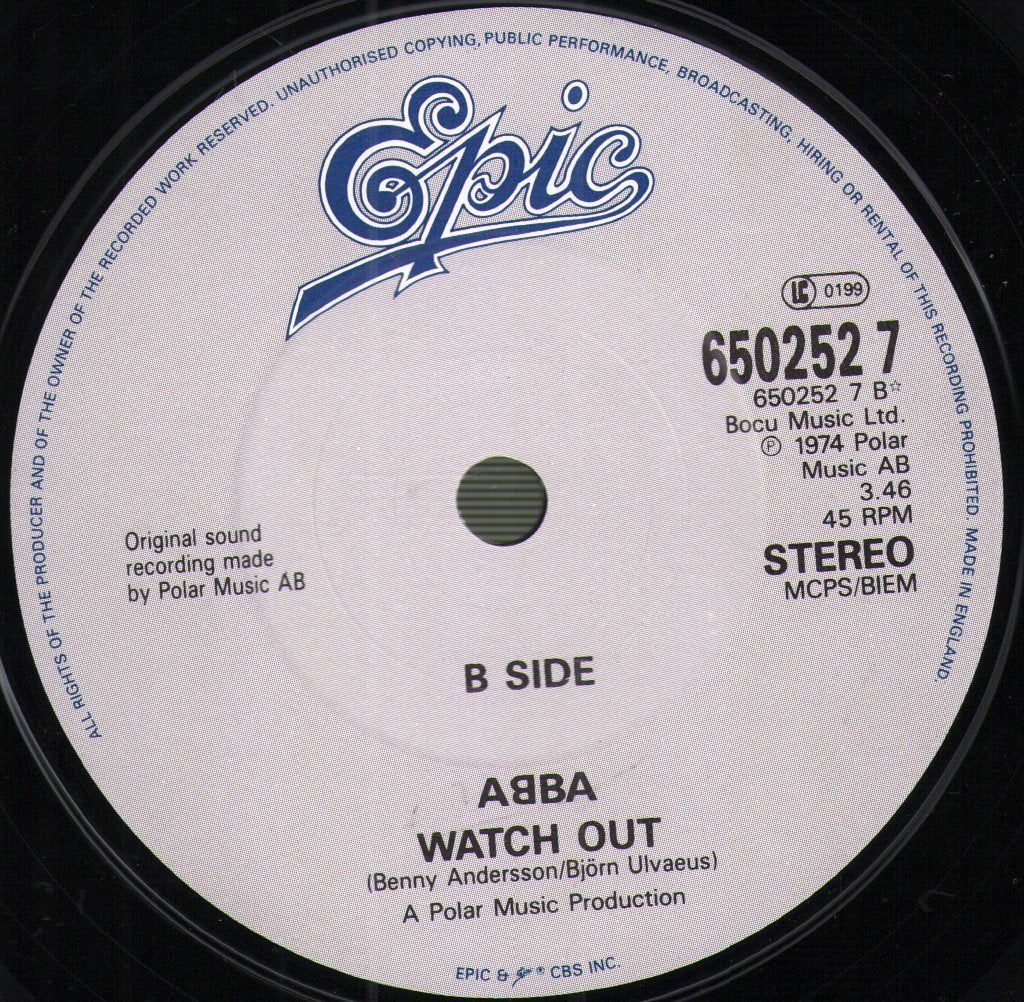 ALL RIGHTS OF THE PRODUCER AND OF THE OWNER OF THE RECORDED WORK RESERVED. UNAUTHORISED COPYING, PUBLIC PERFORMANCE, BROADCASTING, HIRING OR RENTAL OF THIS RECORDING PROHIBITED. MADE IN ENGLAND.
Epic
LC 0199
650252 7
650252 7 B☆
Bocu Music Ltd.
℗ 1974 Polar
Music AB
3.46
45 RPM
STEREO
MCPS/BIEM
Original sound
recording made
by Polar Music AB
B SIDE
ABBA
WATCH OUT
(Benny Andersson/Björn Ulvaeus)
A Polar Music Production
EPIC & Epic ® CBS INC.